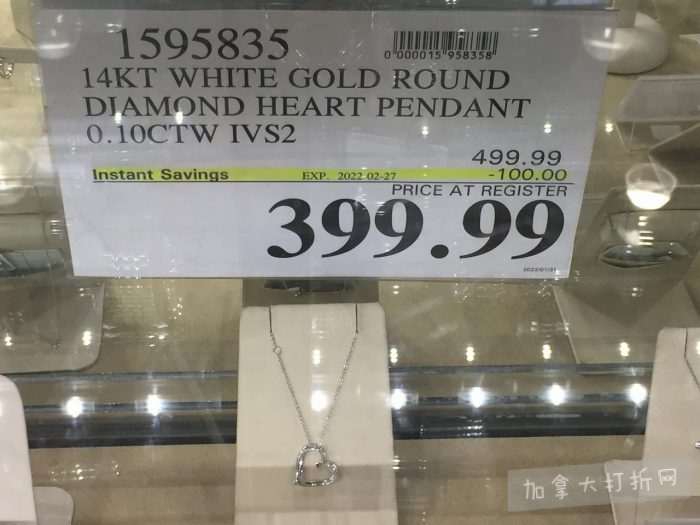 1595835
0 000015 958358
14KT WHITE GOLD ROUND
DIAMOND HEART PENDANT
0.10CTW IVS2
499.99
Instant Savings EXP. 2022-02-27 -100.00
PRICE AT REGISTER
399.99
加拿大打折网